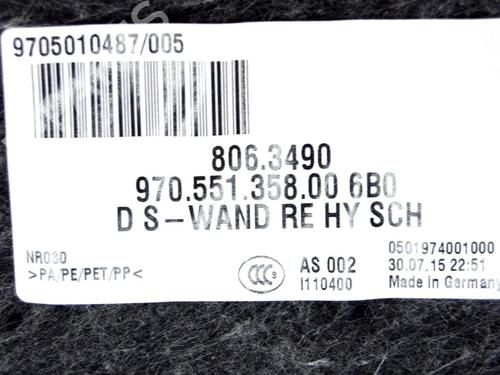 9705010487/005
806.3490
970.551.358.00 6B0
D S-WAND RE HY SCH
NR030
>PA/PE/PET/PP<
CCC S
AS 002
I110400
0501974001000
30.07.15 22:51
Made in Germany